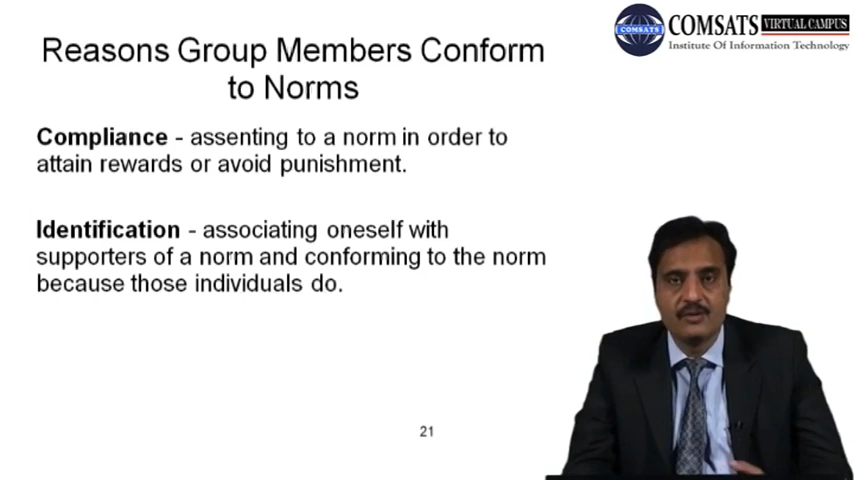 COMSATS VIRTUAL CAMPUS
COMSATS
Institute Of Information Technology
Reasons Group Members Conform
to Norms
Compliance - assenting to a norm in order to
attain rewards or avoid punishment.
Identification - associating oneself with
supporters of a norm and conforming to the norm
because those individuals do.
21